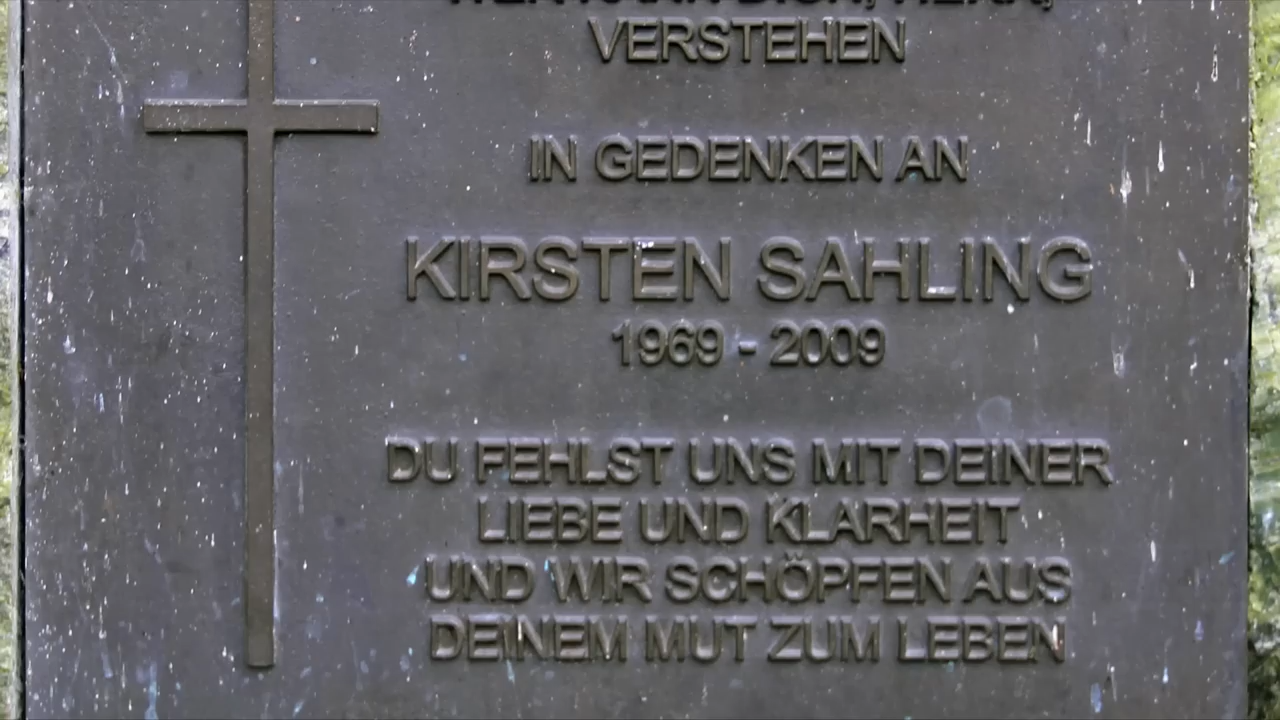 VERSTEHEN
IN GEDENKEN AN
KIRSTEN SAHLING
1969 - 2009
DU FEHLST UNS MIT DEINER
LIEBE UND KLARHEIT
UND WIR SCHÖPFEN AUS
DEINEM MUT ZUM LEBEN